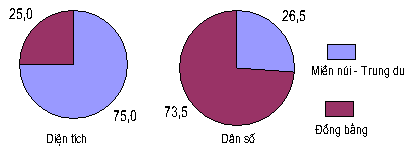 25,0
75,0
Diện tích
26,5
73,5
Dân số
Miền núi - Trung du
Đồng bằng